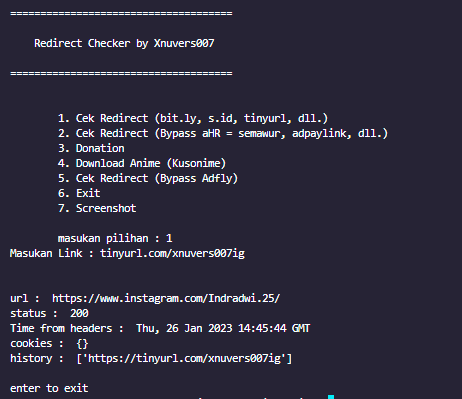 =====================================
Redirect Checker by Xnuvers007
=====================================
1. Cek Redirect (bit.ly, s.id, tinyurl, dll.)
2. Cek Redirect (Bypass aHR = semawur, adpaylink, dll.)
3. Donation
4. Download Anime (Kusonime)
5. Cek Redirect (Bypass Adfly)
6. Exit
7. Screenshot
masukan pilihan : 1
Masukan Link : tinyurl.com/xnuvers007ig
url :  https://www.instagram.com/Indradwi.25/
status :  200
Time from headers :  Thu, 26 Jan 2023 14:45:44 GMT
cookies :  {}
history :  ['https://tinyurl.com/xnuvers007ig']
enter to exit